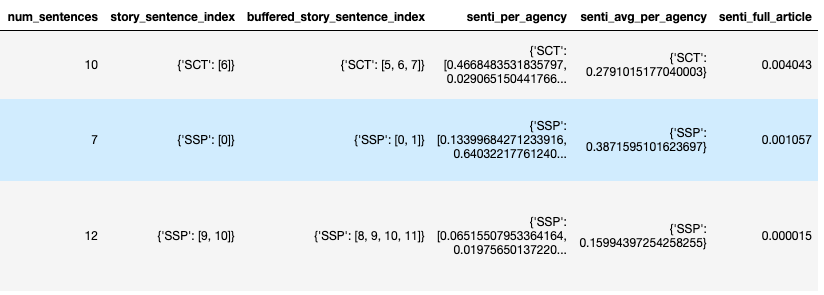 num_sentences story_sentence_index buffered_story_sentence_index senti_per_agency senti_avg_per_agency senti_full_article
10 {'SCT': [6]} {'SCT': [5, 6, 7]} {'SCT': [0.4668483531835797, 0.029065150441766... {'SCT': 0.2791015177040003} 0.004043
7 {'SSP': [0]} {'SSP': [0, 1]} {'SSP': [0.13399684271233916, 0.64032217761240... {'SSP': 0.3871595101623697} 0.001057
12 {'SSP': [9, 10]} {'SSP': [8, 9, 10, 11]} {'SSP': [0.06515507953364164, 0.01975650137220... {'SSP': 0.15994397254258255} 0.000015